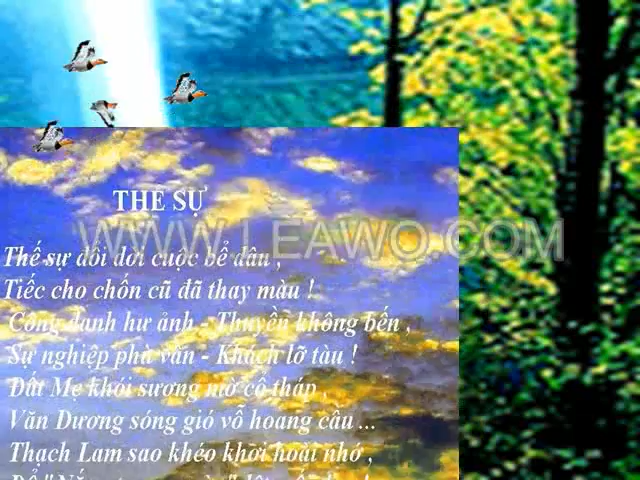 THẾ SỰ
WWW.LEAWO.COM
Thế sự đổi dời cuộc bể dâu ,
Tiếc cho chốn cũ đã thay màu !
Công danh hư ảnh - Thuyền không bến ,
Sự nghiệp phù vân - Khách lỡ tàu !
Đất Mẹ khói sương mờ cổ tháp ,
Văn Dương sóng gió vỗ hoang cầu ...
Thạch Lam sao khéo khơi hoài nhớ ,